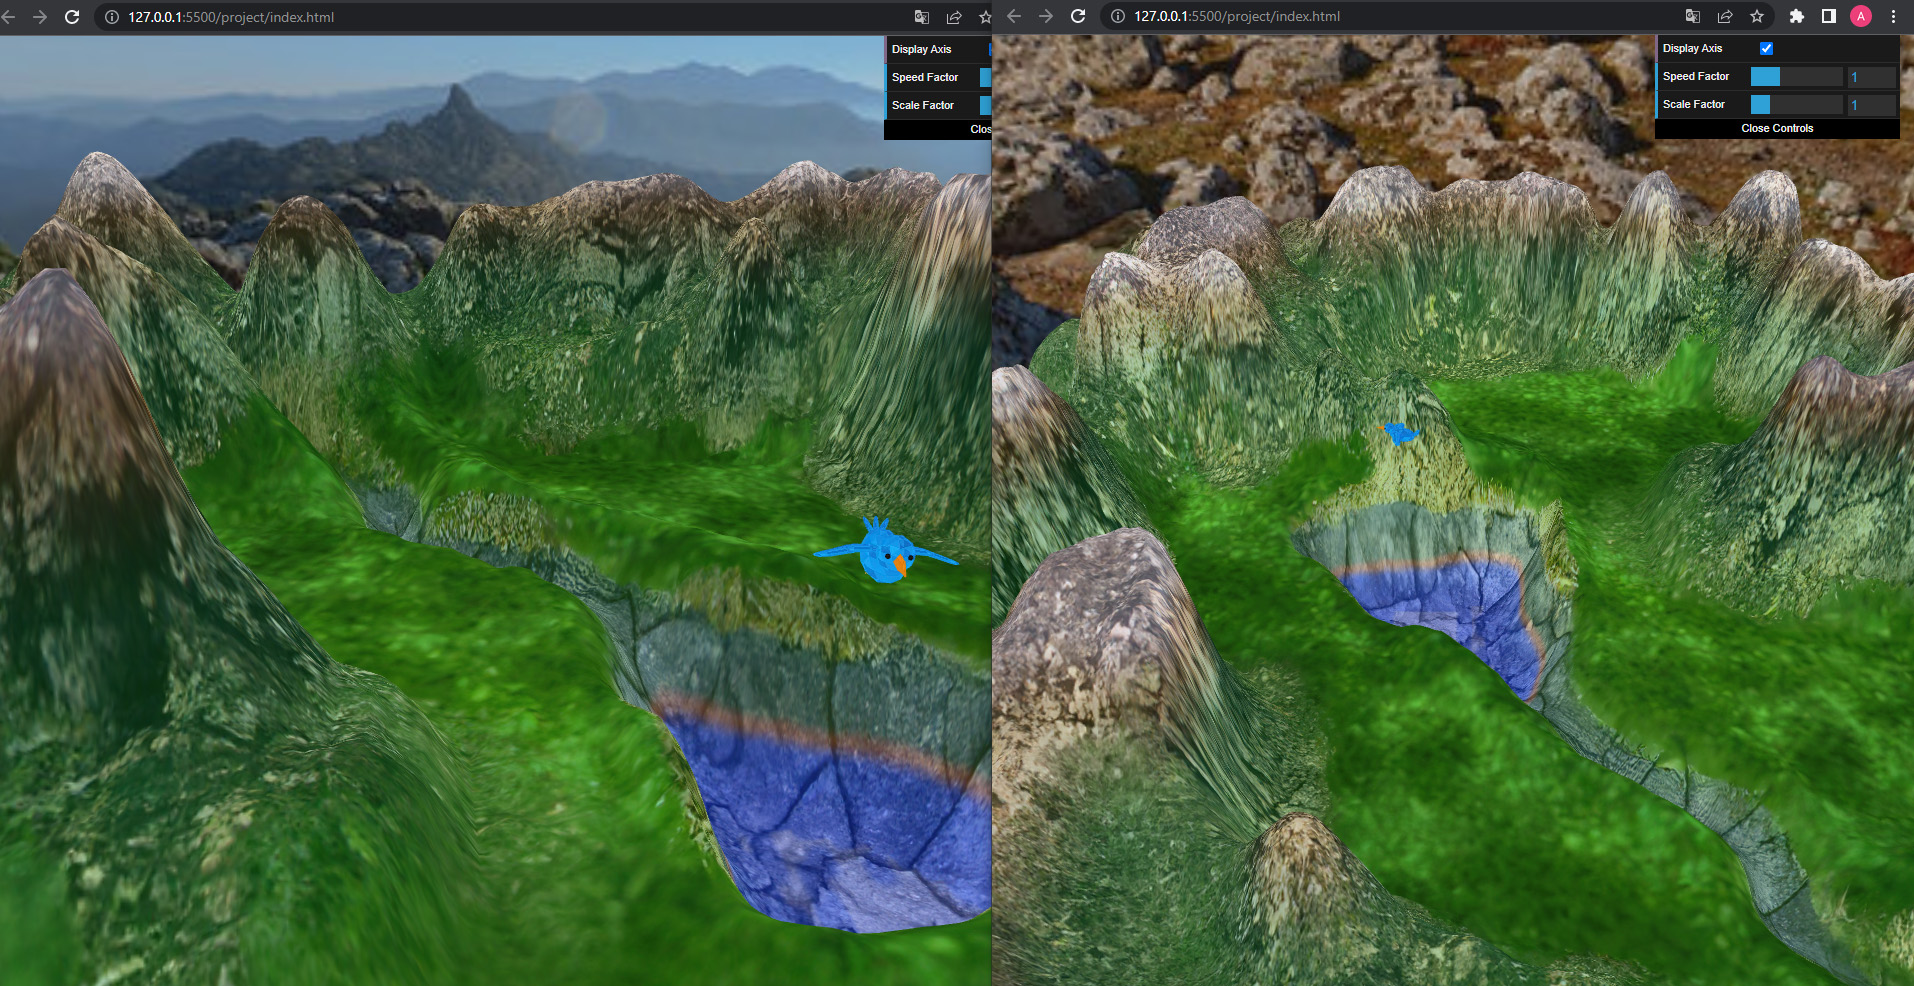 127.0.0.1:5500/project/index.html
Display Axis
Speed Factor
Scale Factor
Clos
127.0.0.1:5500/project/index.html
A
Display Axis
Speed Factor 1
Scale Factor 1
Close Controls